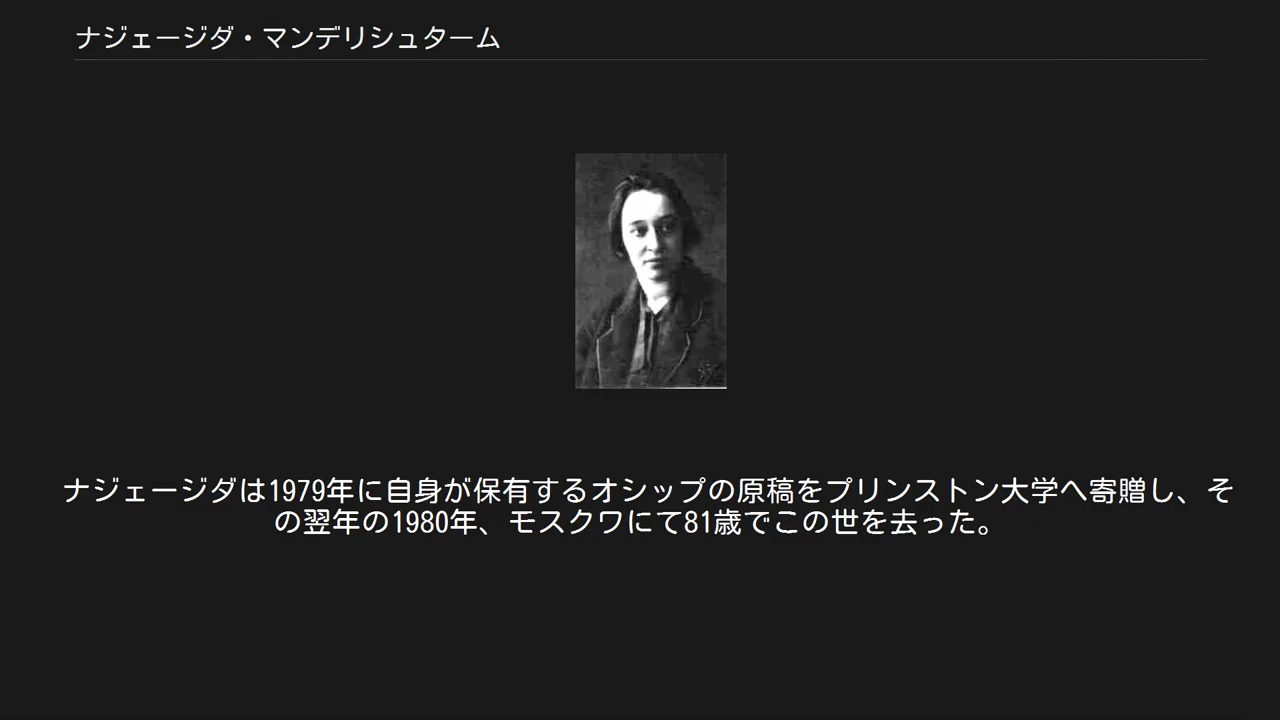 ナジェージダ・マンデリシュターム
ナジェージダは1979年に自身が保有するオシップの原稿をプリンストン大学へ寄贈し、そ
の翌年の1980年、モスクワにて81歳でこの世を去った。